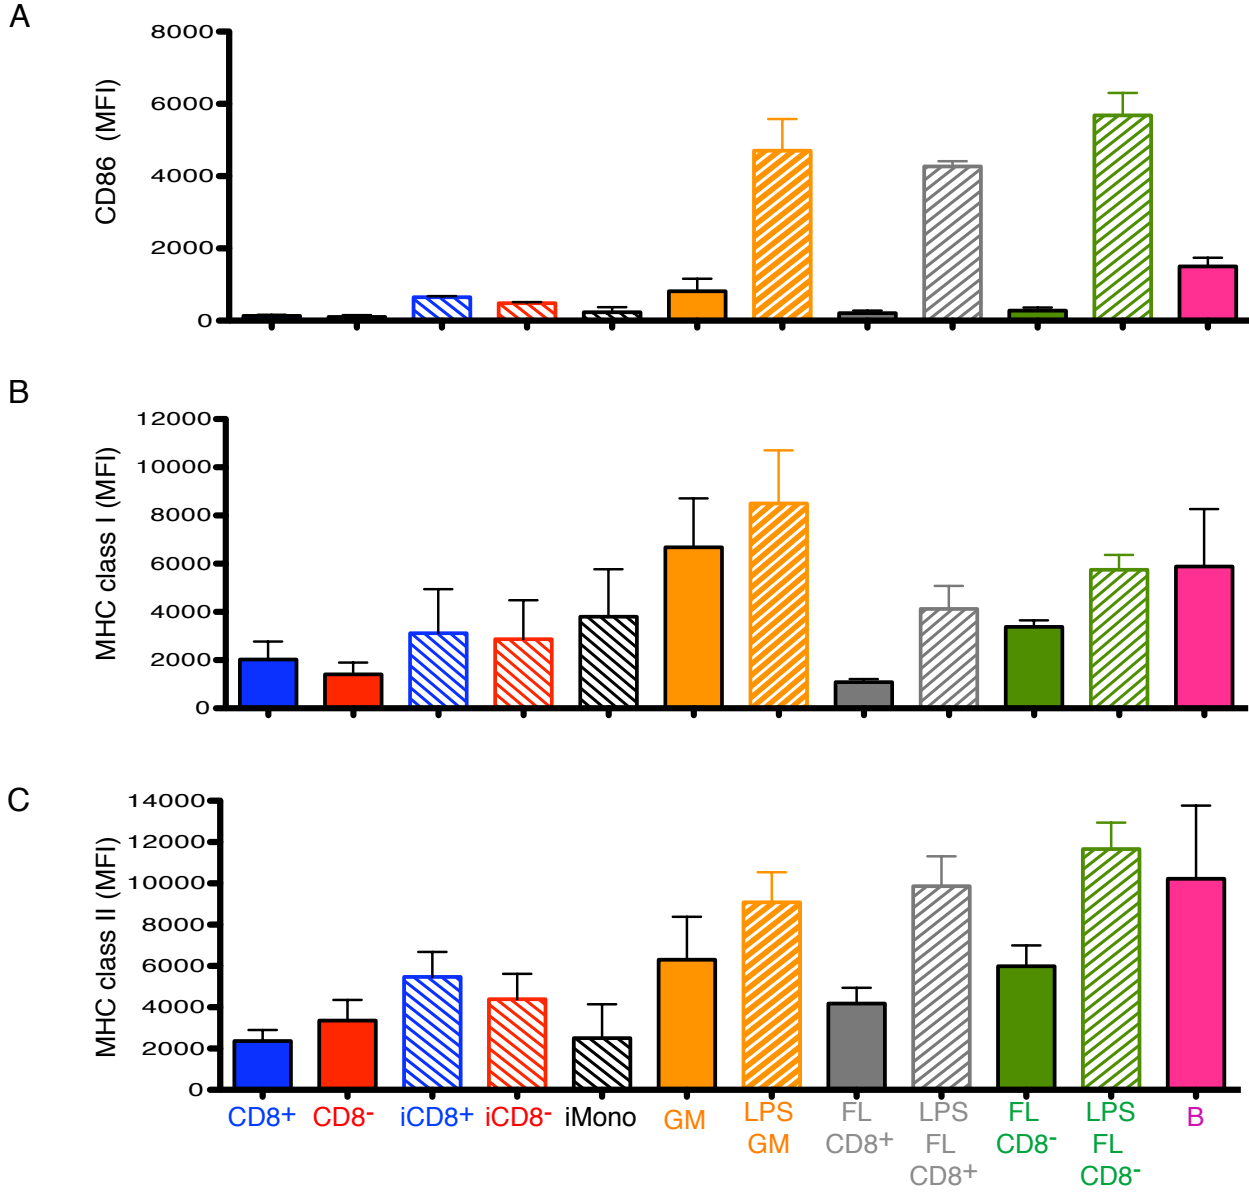 A
CD86 (MFI)
8000
6000
4000
2000
0
B
MHC class I (MFI)
12000
10000
8000
6000
4000
2000
0
C
MHC class II (MFI)
14000
12000
10000
8000
6000
4000
2000
0
CD8+ CD8- iCD8+ iCD8- iMono GM LPS FL LPS FL LPS B
GM CD8+ FL CD8- FL
CD8+ CD8-